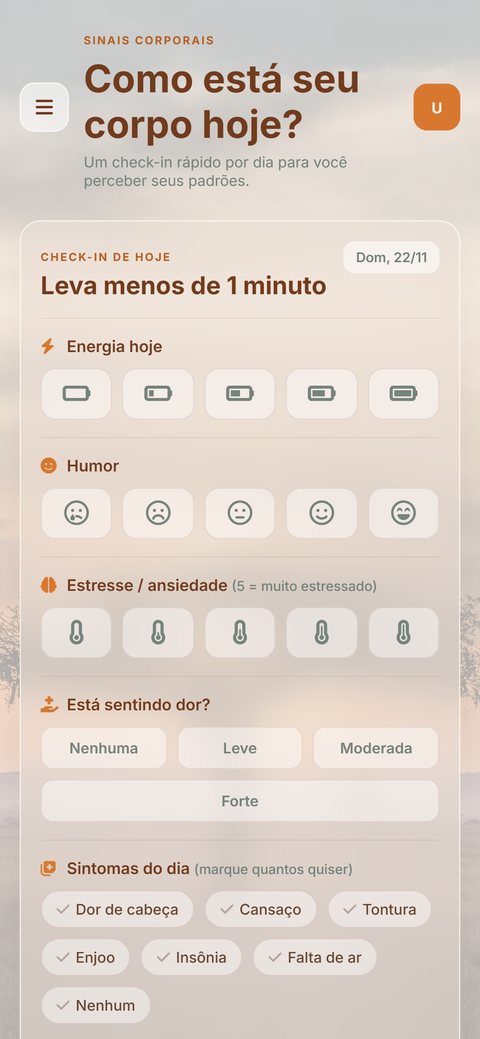 SINAIS CORPORAIS
Como está seu
corpo hoje?
U
Um check-in rápido por dia para você
perceber seus padrões.
CHECK-IN DE HOJE
Dom, 22/11
Leva menos de 1 minuto
Energia hoje
Humor
Estresse / ansiedade (5 = muito estressado)
Está sentindo dor?
Nenhuma
Leve
Moderada
Forte
Sintomas do dia (marque quantos quiser)
Dor de cabeça
Cansaço
Tontura
Enjoo
Insônia
Falta de ar
Nenhum